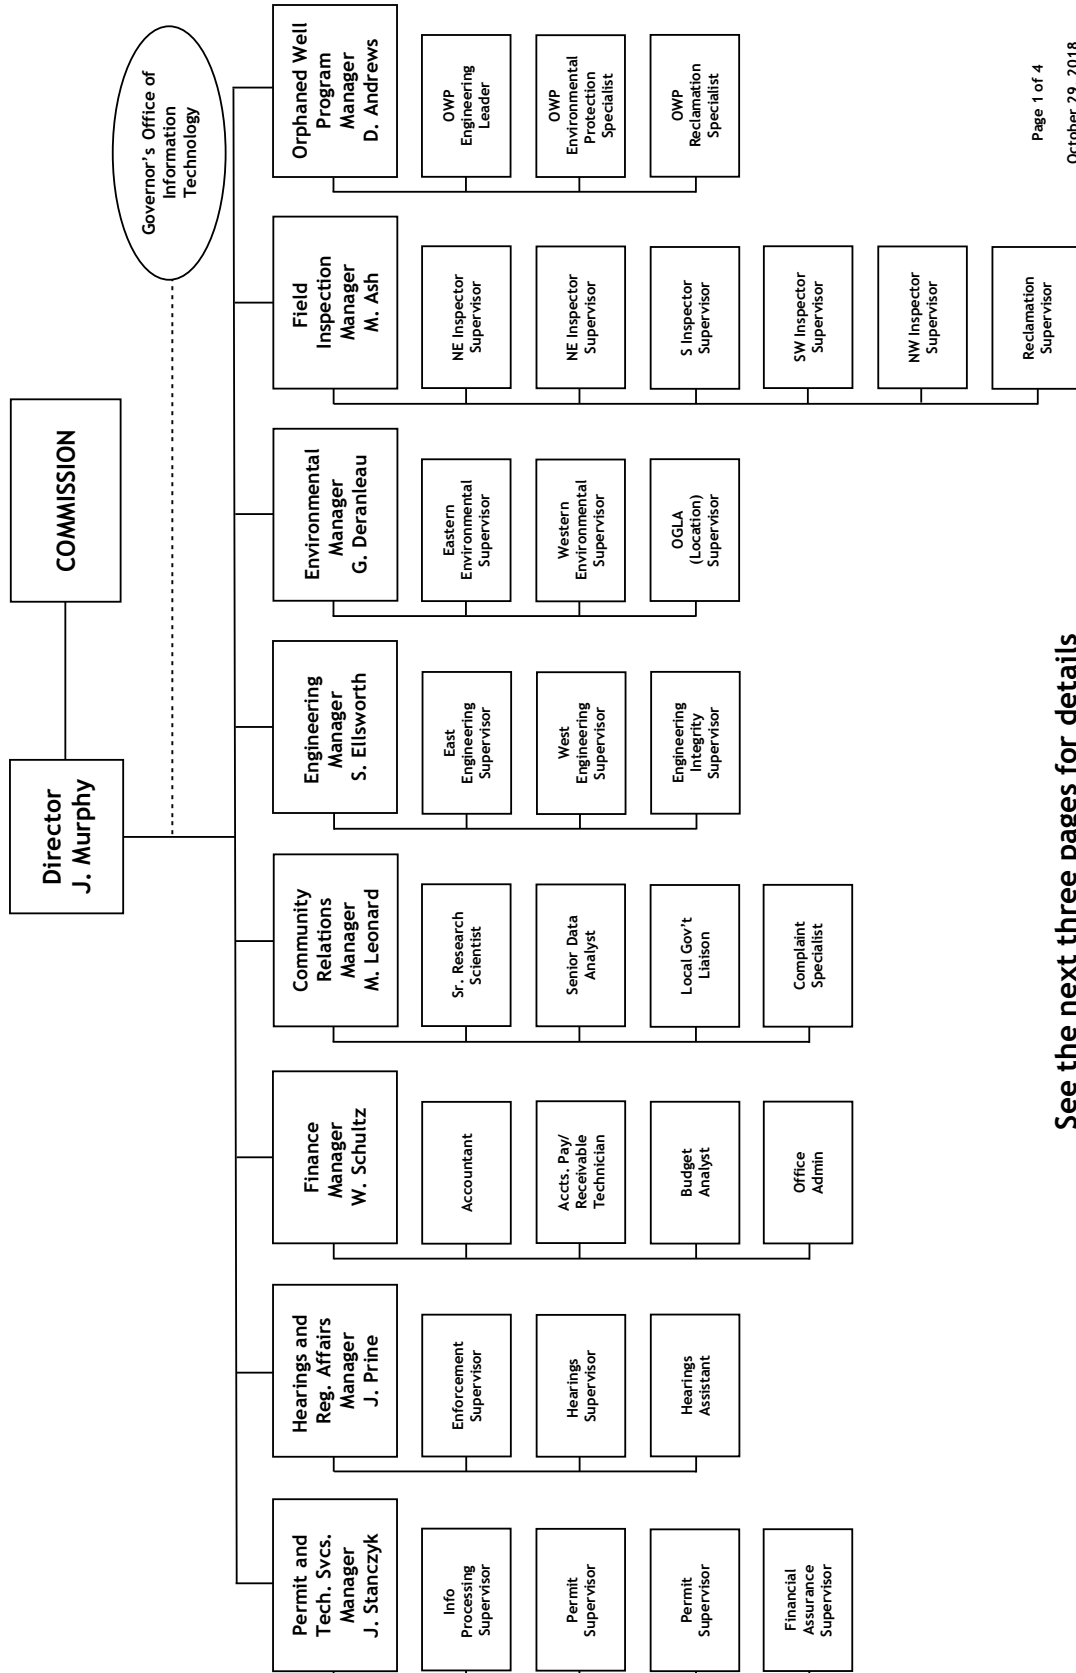 COMMISSION
Director
J. Murphy
Governor's Office of
Information
Technology
Permit and
Tech. Svcs.
Manager
J. Stanczyk
Info
Processing
Supervisor
Permit
Supervisor
Permit
Supervisor
Financial
Assurance
Supervisor
Hearings and
Reg. Affairs
Manager
J. Prine
Enforcement
Supervisor
Hearings
Supervisor
Hearings
Assistant
Finance
Manager
W. Schultz
Accountant
Accts. Pay/
Receivable
Technician
Budget
Analyst
Office
Admin
Community
Relations
Manager
M. Leonard
Sr. Research
Scientist
Senior Data
Analyst
Local Gov't
Liaison
Complaint
Specialist
Engineering
Manager
S. Ellsworth
East
Engineering
Supervisor
West
Engineering
Supervisor
Engineering
Integrity
Supervisor
Environmental
Manager
G. Deranleau
Eastern
Environmental
Supervisor
Western
Environmental
Supervisor
OGLA
(Location)
Supervisor
Field
Inspection
Manager
M. Ash
NE Inspector
Supervisor
NE Inspector
Supervisor
S Inspector
Supervisor
SW Inspector
Supervisor
NW Inspector
Supervisor
Reclamation
Supervisor
Orphaned Well
Program
Manager
D. Andrews
OWP
Engineering
Leader
OWP
Environmental
Protection
Specialist
OWP
Reclamation
Specialist
See the next three pages for details
Page 1 of 4
October 29, 2018